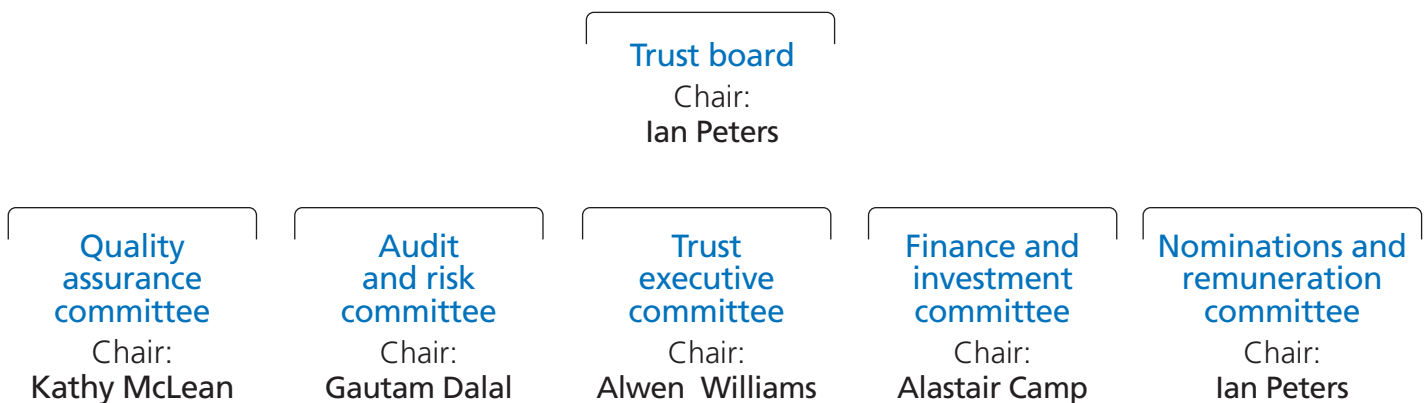 Trust board
Chair:
Ian Peters
Quality
assurance
committee
Chair:
Kathy McLean
Audit
and risk
committee
Chair:
Gautam Dalal
Trust
executive
committee
Chair:
Alwen Williams
Finance and
investment
committee
Chair:
Alastair Camp
Nominations and
remuneration
committee
Chair:
Ian Peters